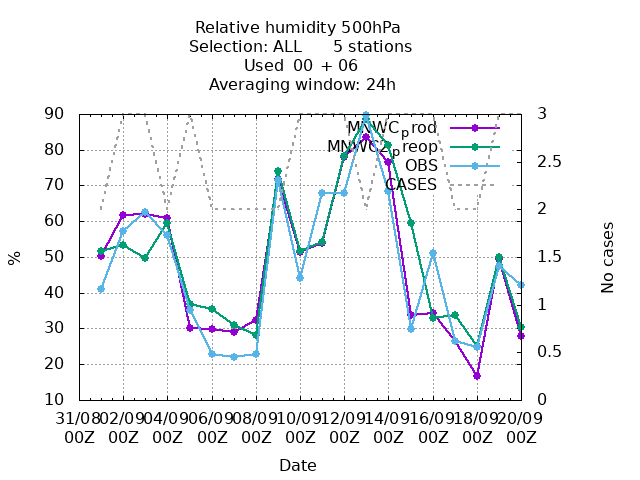 Relative humidity 500hPa
Selection: ALL 5 stations
Used 00 + 06
Averaging window: 24h
90
80
70
60
50
40
30
20
10
3
2.5
2
1.5
1
0.5
0
MNWC_prod
MNWC2_preop
OBS
CASES
%
No cases
31/08 02/09 04/09 06/09 08/09 10/09 12/09 14/09 16/09 18/09 20/09
00Z 00Z 00Z 00Z 00Z 00Z 00Z 00Z 00Z 00Z 00Z
Date